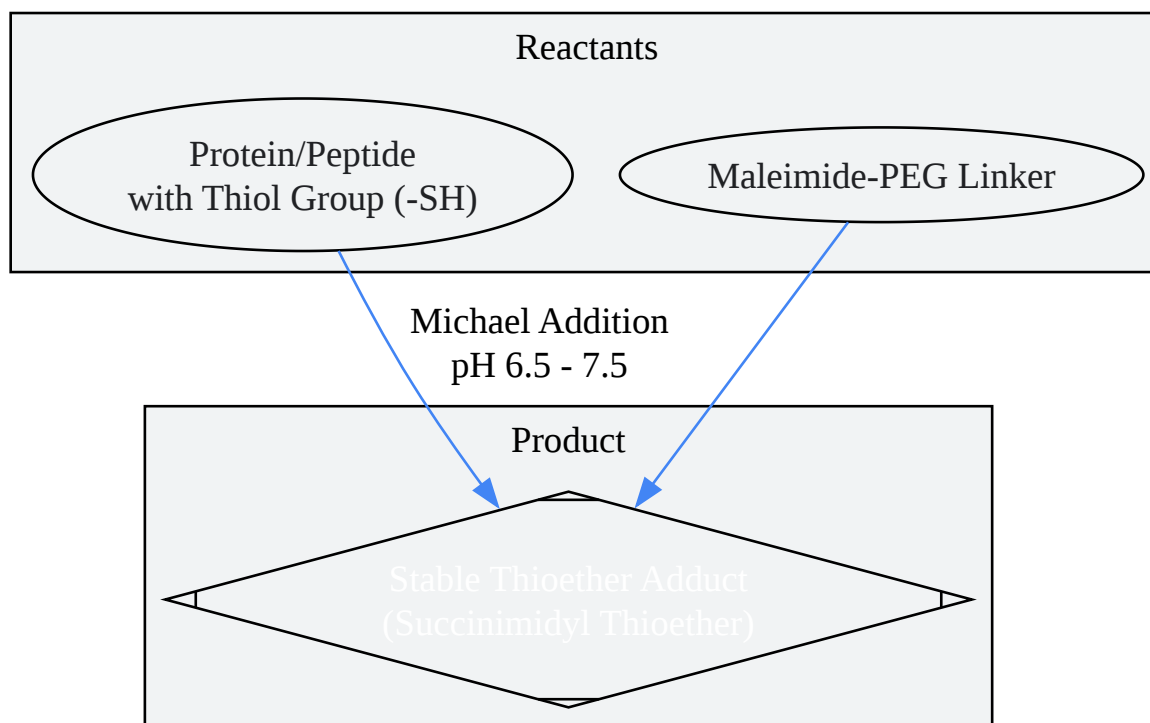 Reactants
Protein/Peptide
with Thiol Group (-SH)
Maleimide-PEG Linker
Michael Addition
pH 6.5 - 7.5
Product
Stable Thioether Adduct
(Succinimidyl Thioether)